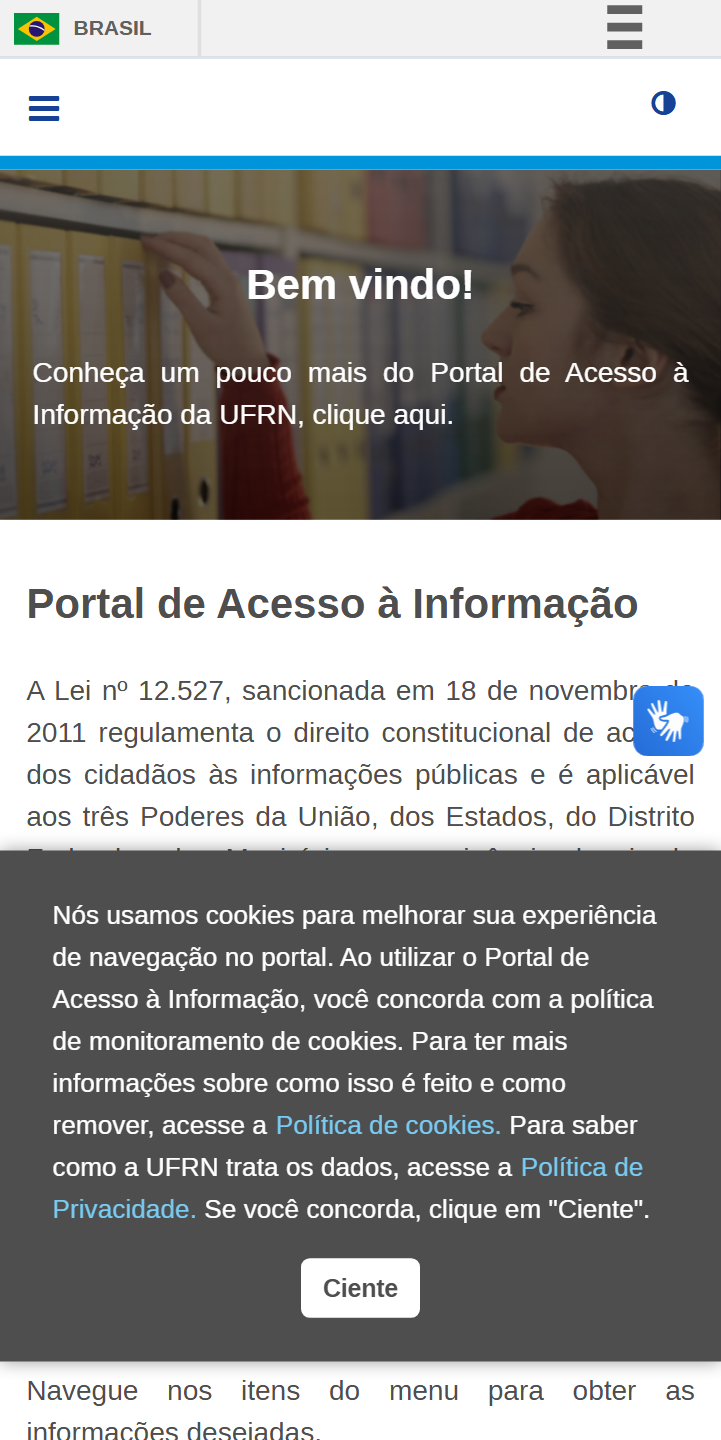 BRASIL
Bem vindo!
Conheça um pouco mais do Portal de Acesso à
Informação da UFRN, clique aqui.
Portal de Acesso à Informação
A Lei nº 12.527, sancionada em 18 de novembro de
2011 regulamenta o direito constitucional de
dos cidadãos às informações públicas e é aplicável
aos três Poderes da União, dos Estados, do Distrito
Nós usamos cookies para melhorar sua experiência
de navegação no portal. Ao utilizar o Portal de
Acesso à Informação, você concorda com a política
de monitoramento de cookies. Para ter mais
informações sobre como isso é feito e como
remover, acesse a Política de cookies. Para saber
como a UFRN trata os dados, acesse a Política de
Privacidade. Se você concorda, clique em "Ciente".
Ciente
Navegue nos itens do menu para obter as
informações desejadas.